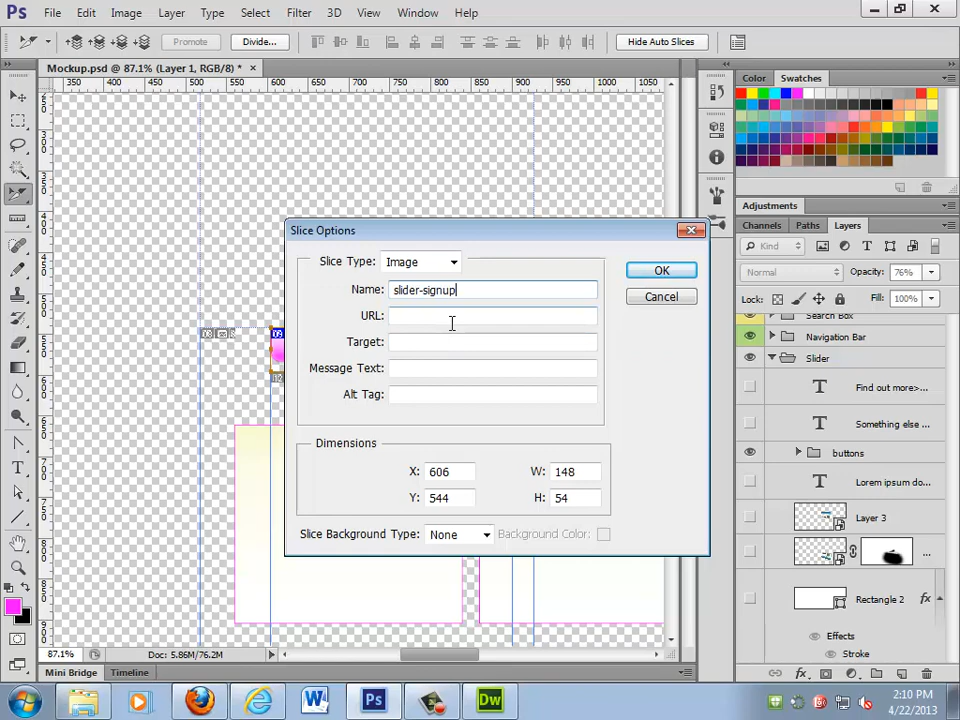 Ps File Edit Image Layer Type Select Filter 3D View Window Help
Promote Divide... Hide Auto Slices
Mockup.psd @ 87.1% (Layer 1, RGB/8) * ×
350 400 450 500 550 600 650 700 750 800 850 900 950 1000 1050
Color Swatches
Adjustments
Channels Paths Layers
Kind
Normal Opacity: 76%
Lock: Fill: 100%
Search Box
Navigation Bar
Slider
T Find out more>...
T Something else ...
buttons
T Lorem ipsum do...
Layer 3
...
Rectangle 2 fx
Effects
Stroke
Slice Options
Slice Type: Image
Name: slider-signup
URL:
Target:
Message Text:
Alt Tag:
Dimensions
X: 606 W: 148
Y: 544 H: 54
Slice Background Type: None Background Color:
OK
Cancel
08
09
87.1% Doc: 5.86M/76.2M
Mini Bridge Timeline
W Ps Dw
2:10 PM
4/22/2013